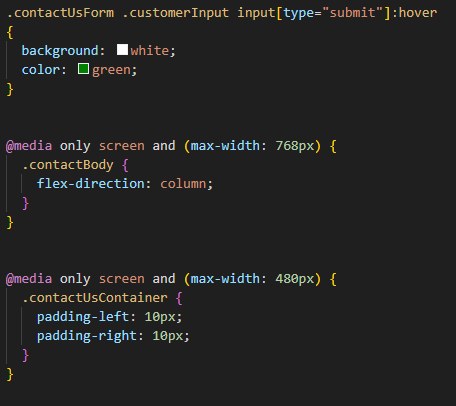 .contactUsForm .customerInput input[type="submit"]:hover
{
  background: white;
  color: green;
}
@media only screen and (max-width: 768px) {
  .contactBody {
    flex-direction: column;
  }
}
@media only screen and (max-width: 480px) {
  .contactUsContainer {
    padding-left: 10px;
    padding-right: 10px;
  }
}